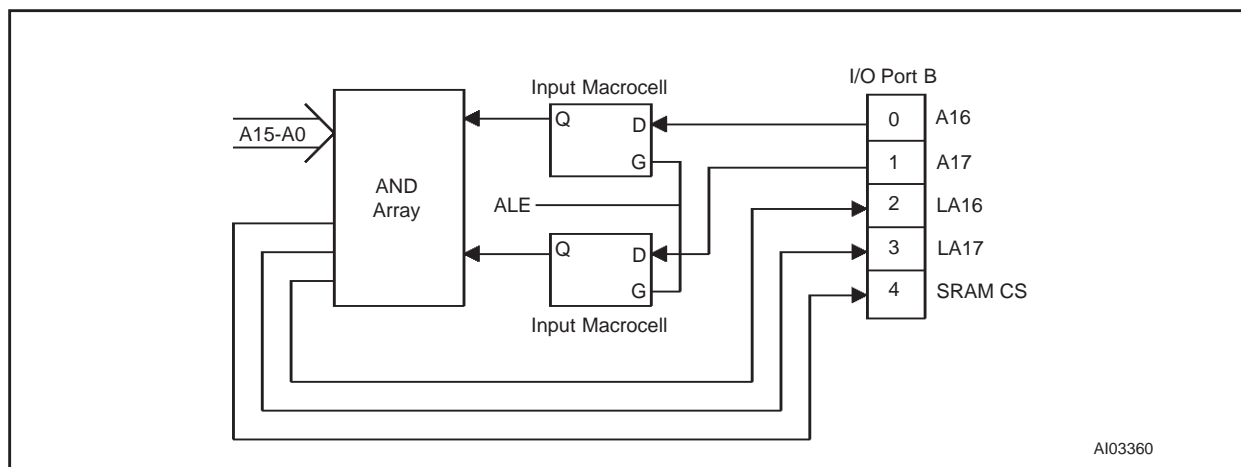 Input Macrocell
I/O Port B
A15-A0
AND
Array
Q
D
G
ALE
Q
D
G
Input Macrocell
0 A16
1 A17
2 LA16
3 LA17
4 SRAM CS
AI03360